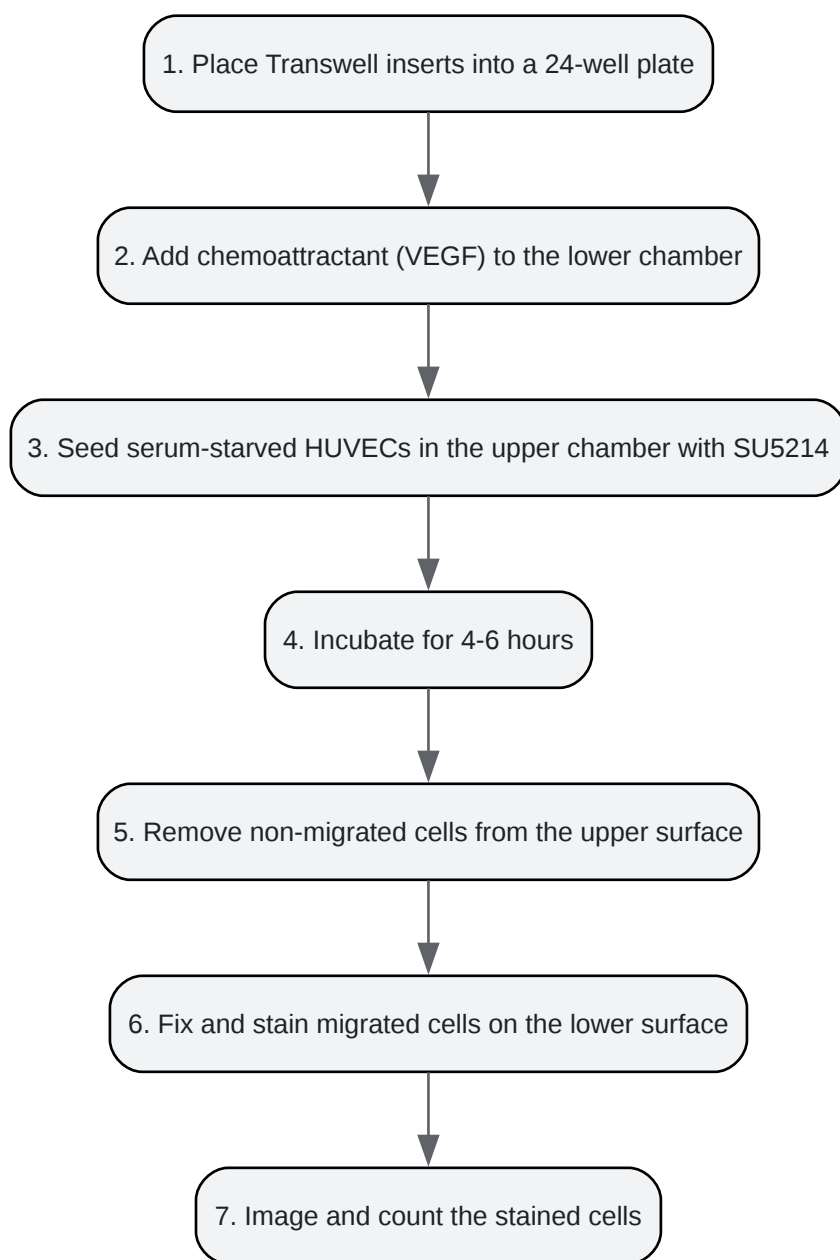 1. Place Transwell inserts into a 24-well plate
2. Add chemoattractant (VEGF) to the lower chamber
3. Seed serum-starved HUVECs in the upper chamber with SU5214
4. Incubate for 4-6 hours
5. Remove non-migrated cells from the upper surface
6. Fix and stain migrated cells on the lower surface
7. Image and count the stained cells